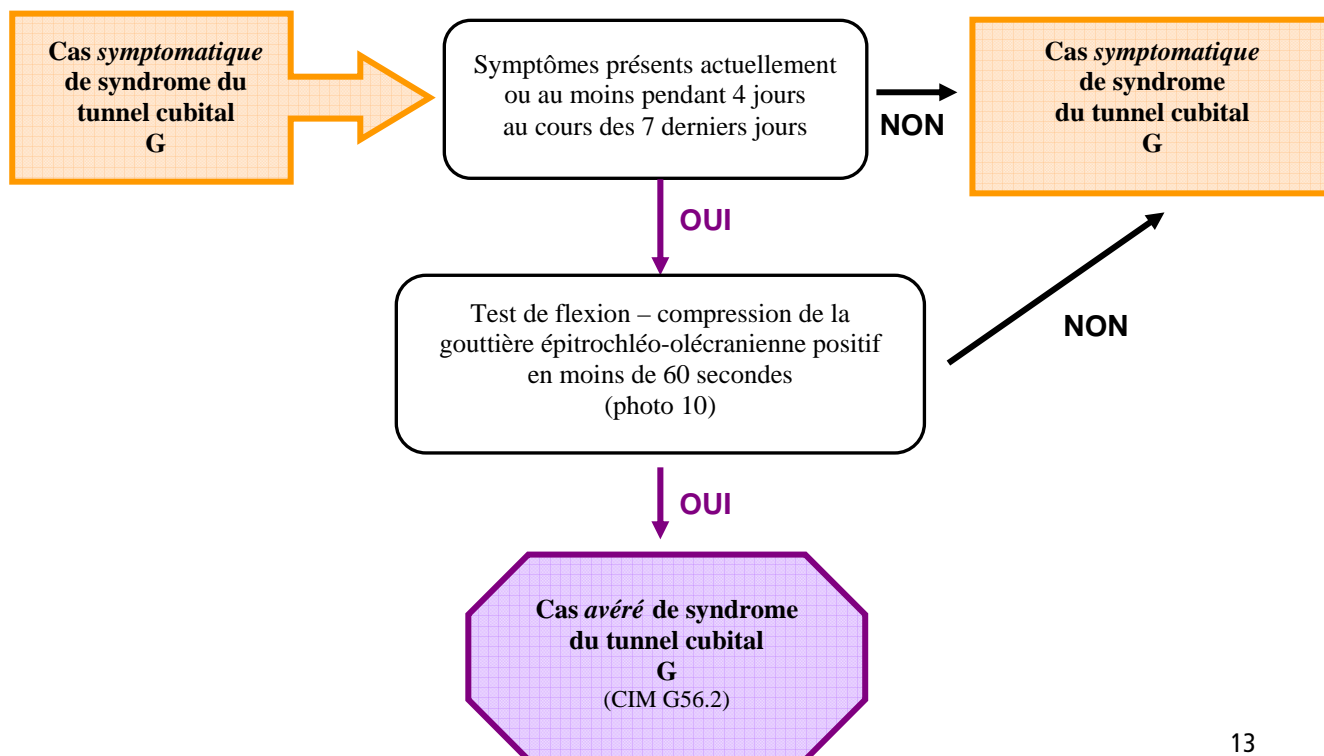 Cas symptomatique
de syndrome du
tunnel cubital
G
Symptômes présents actuellement
ou au moins pendant 4 jours
au cours des 7 derniers jours
NON
Cas symptomatique
de syndrome
du tunnel cubital
G
OUI
Test de flexion – compression de la
gouttière épitrochléo-olécranienne positif
en moins de 60 secondes
(photo 10)
NON
OUI
Cas avéré de syndrome
du tunnel cubital
G
(CIM G56.2)
13